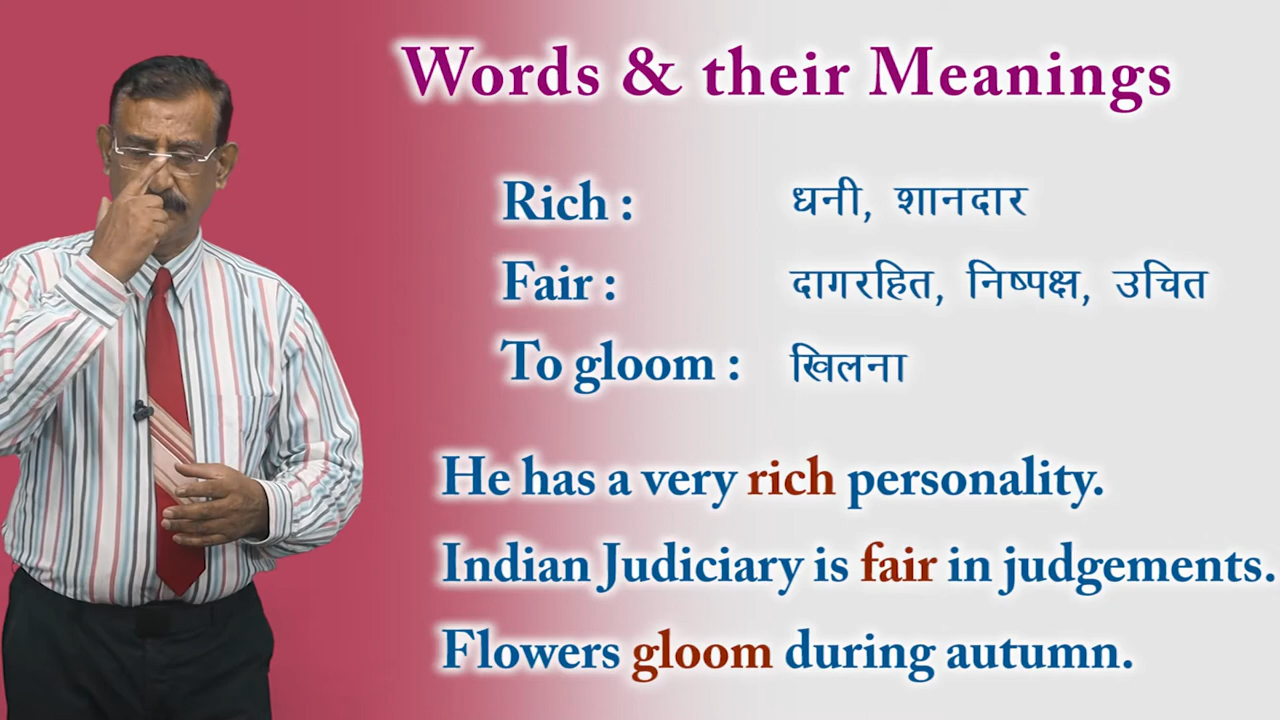 Words & their Meanings
Rich : धनी, शानदार
Fair : दागरहित, निष्पक्ष, उचित
To gloom : खिलना
He has a very rich personality.
Indian Judiciary is fair in judgements.
Flowers gloom during autumn.